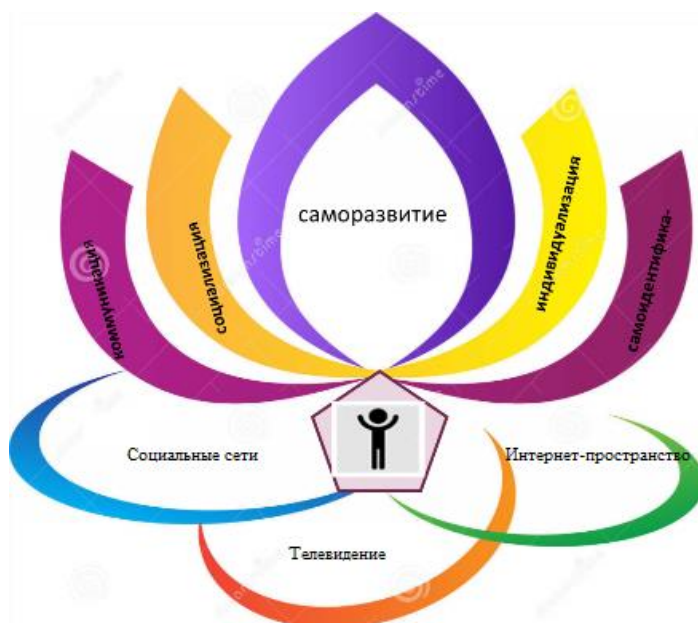 саморазвитие
коммуникация
социализация
индивидуализация
самоидентифика-
Социальные сети
Интернет-пространство
Телевидение